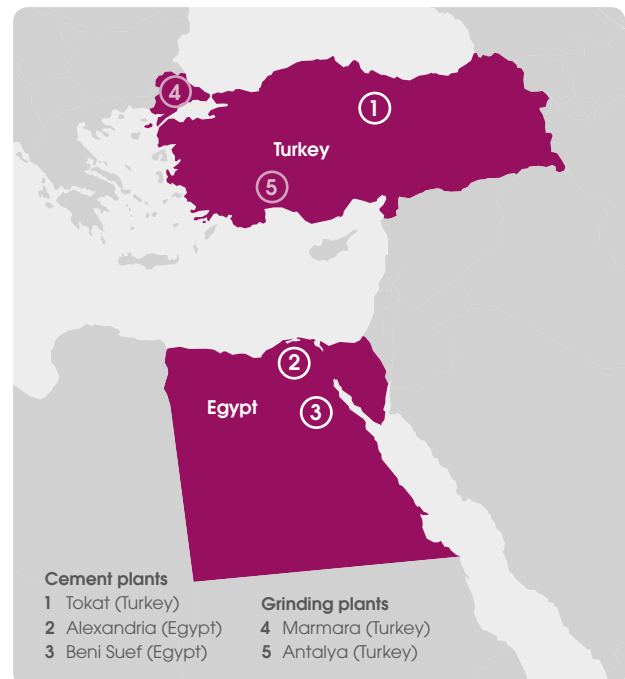 4
1
Turkey
5
2
Egypt
3
Cement plants
1 Tokat (Turkey)
2 Alexandria (Egypt)
3 Beni Suef (Egypt)
Grinding plants
4 Marmara (Turkey)
5 Antalya (Turkey)